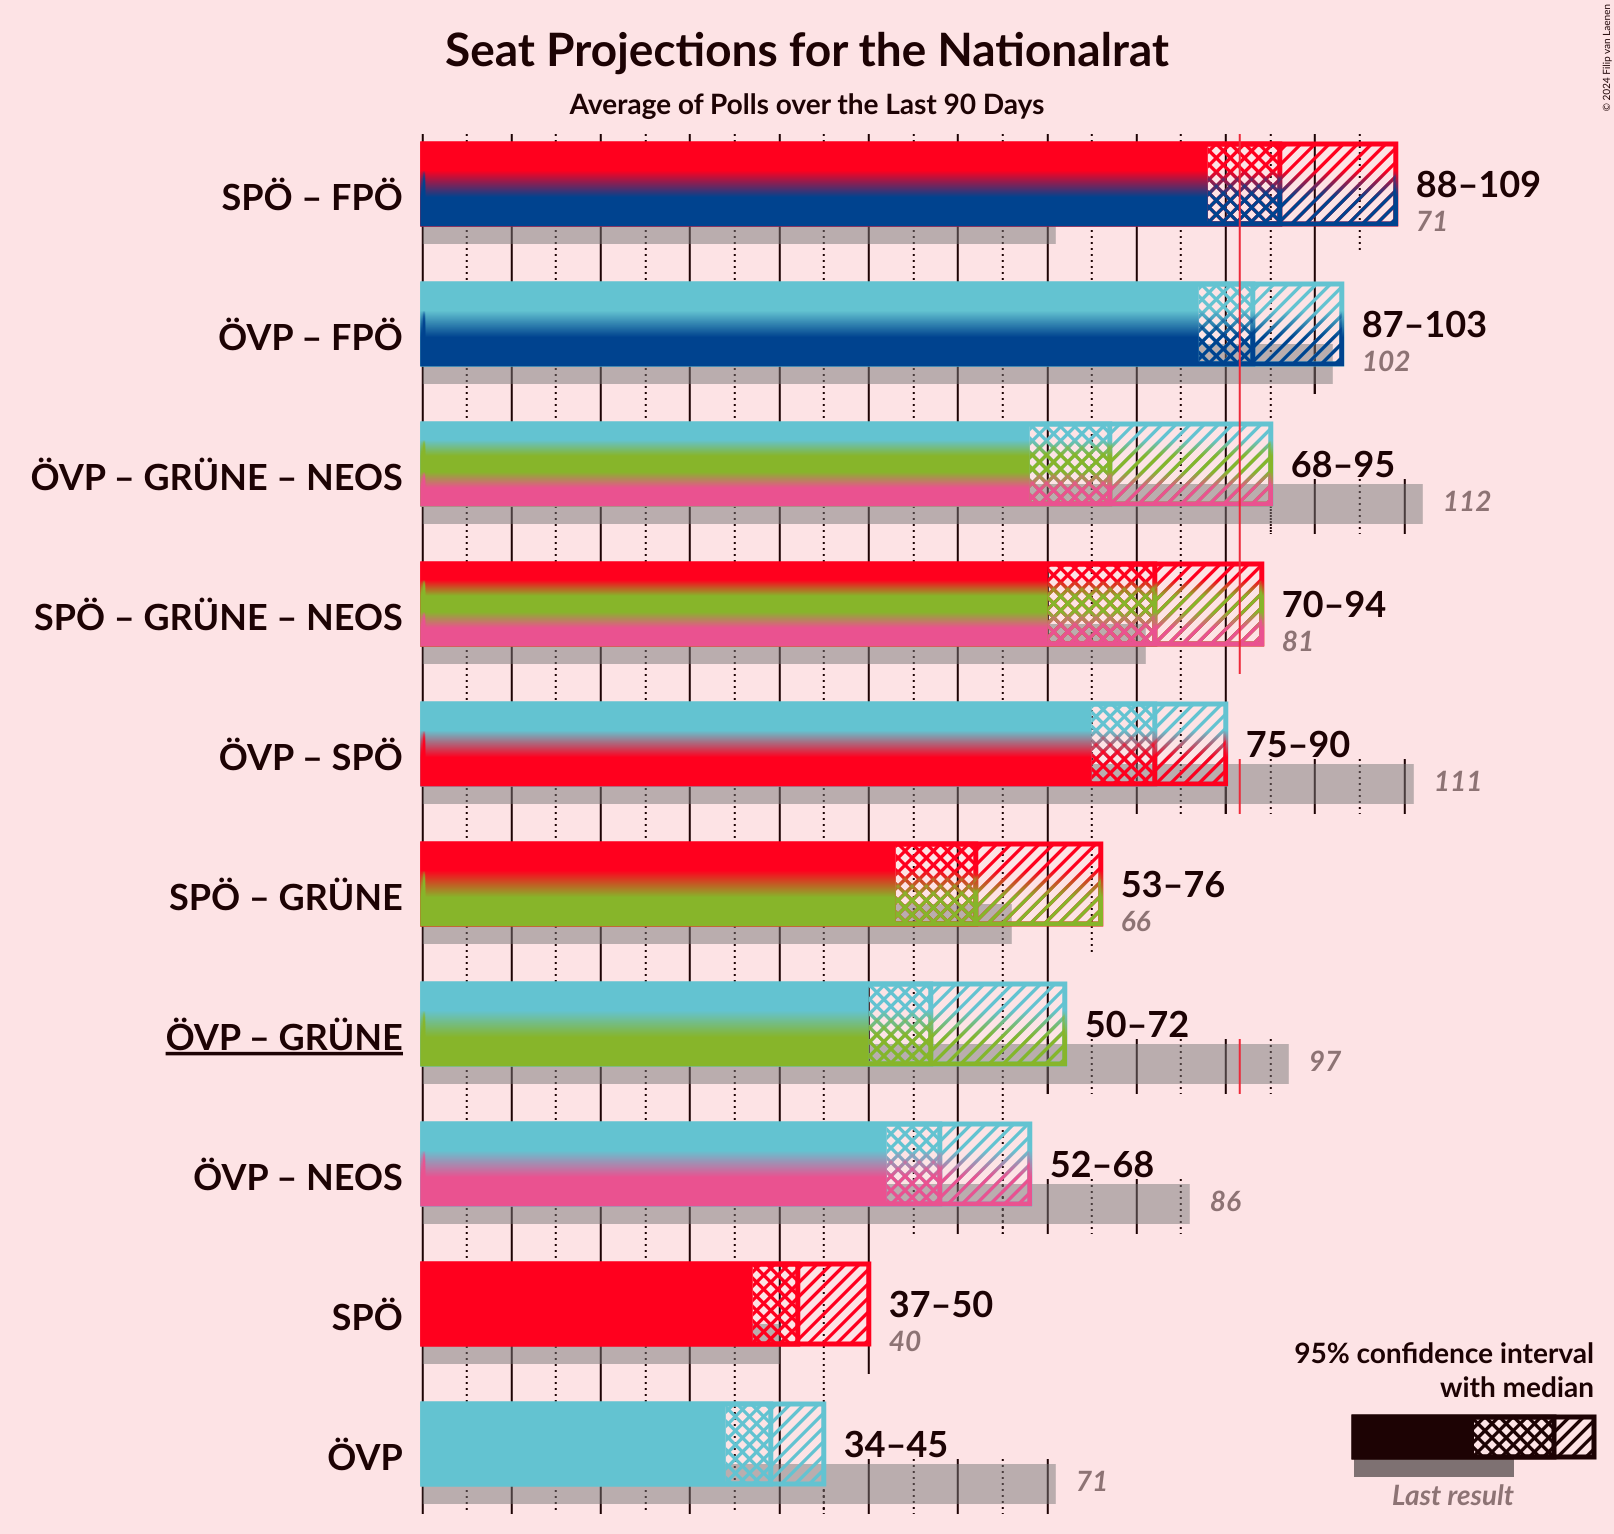 Seat Projections for the Nationalrat
Average of Polls over the Last 90 Days
© 2024 Filip van Laenen
SPÖ – FPÖ
88–109
71
ÖVP – FPÖ
87–103
102
ÖVP – GRÜNE – NEOS
68–95
112
SPÖ – GRÜNE – NEOS
70–94
81
ÖVP – SPÖ
75–90
111
SPÖ – GRÜNE
53–76
66
ÖVP – GRÜNE
50–72
97
ÖVP – NEOS
52–68
86
SPÖ
37–50
40
ÖVP
34–45
71
95% confidence interval
with median
Last result